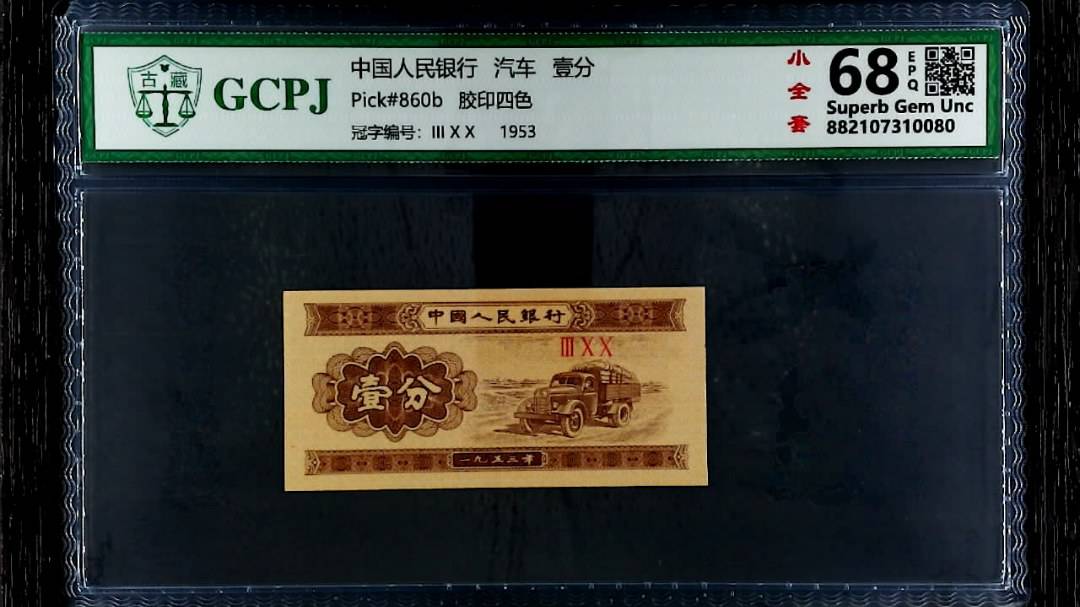 古藏
GCPJ
中国人民银行 汽车 壹分
Pick#860b 胶印四色
冠字编号: III X X 1953
小全套
68
EPQ
Superb Gem Unc
882107310080
中國人民銀行
III X X
壹分
一九五三年